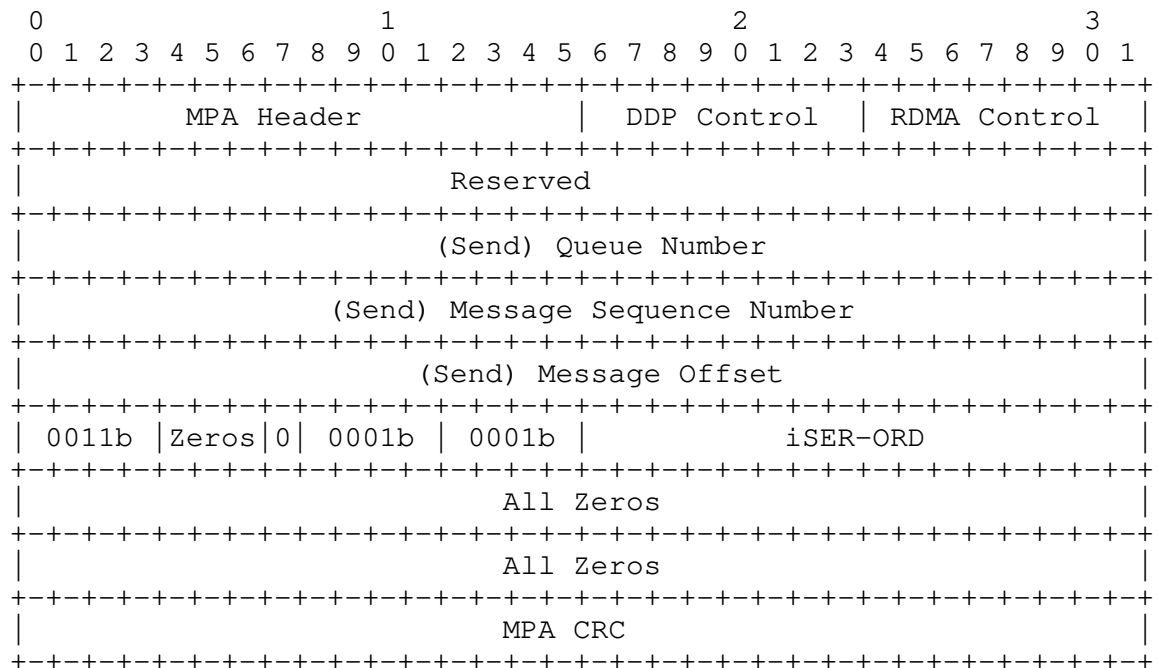 0                   1                   2                   3
 0 1 2 3 4 5 6 7 8 9 0 1 2 3 4 5 6 7 8 9 0 1 2 3 4 5 6 7 8 9 0 1
+-+-+-+-+-+-+-+-+-+-+-+-+-+-+-+-+-+-+-+-+-+-+-+-+-+-+-+-+-+-+-+-+
|         MPA Header            |  DDP Control  | RDMA Control  |
+-+-+-+-+-+-+-+-+-+-+-+-+-+-+-+-+-+-+-+-+-+-+-+-+-+-+-+-+-+-+-+-+
|                        Reserved                               |
+-+-+-+-+-+-+-+-+-+-+-+-+-+-+-+-+-+-+-+-+-+-+-+-+-+-+-+-+-+-+-+-+
|                       (Send) Queue Number                     |
+-+-+-+-+-+-+-+-+-+-+-+-+-+-+-+-+-+-+-+-+-+-+-+-+-+-+-+-+-+-+-+-+
|                 (Send) Message Sequence Number                |
+-+-+-+-+-+-+-+-+-+-+-+-+-+-+-+-+-+-+-+-+-+-+-+-+-+-+-+-+-+-+-+-+
|                      (Send) Message Offset                    |
+-+-+-+-+-+-+-+-+-+-+-+-+-+-+-+-+-+-+-+-+-+-+-+-+-+-+-+-+-+-+-+-+
| 0011b |Zeros|0| 0001b | 0001b |           iSER-ORD            |
+-+-+-+-+-+-+-+-+-+-+-+-+-+-+-+-+-+-+-+-+-+-+-+-+-+-+-+-+-+-+-+-+
|                           All Zeros                           |
+-+-+-+-+-+-+-+-+-+-+-+-+-+-+-+-+-+-+-+-+-+-+-+-+-+-+-+-+-+-+-+-+
|                           All Zeros                           |
+-+-+-+-+-+-+-+-+-+-+-+-+-+-+-+-+-+-+-+-+-+-+-+-+-+-+-+-+-+-+-+-+
|                           MPA CRC                             |
+-+-+-+-+-+-+-+-+-+-+-+-+-+-+-+-+-+-+-+-+-+-+-+-+-+-+-+-+-+-+-+-+